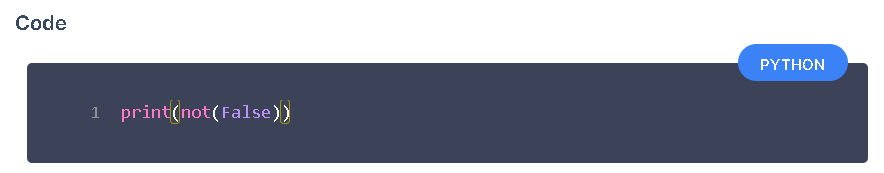 Code
PYTHON
1 print(not(False))